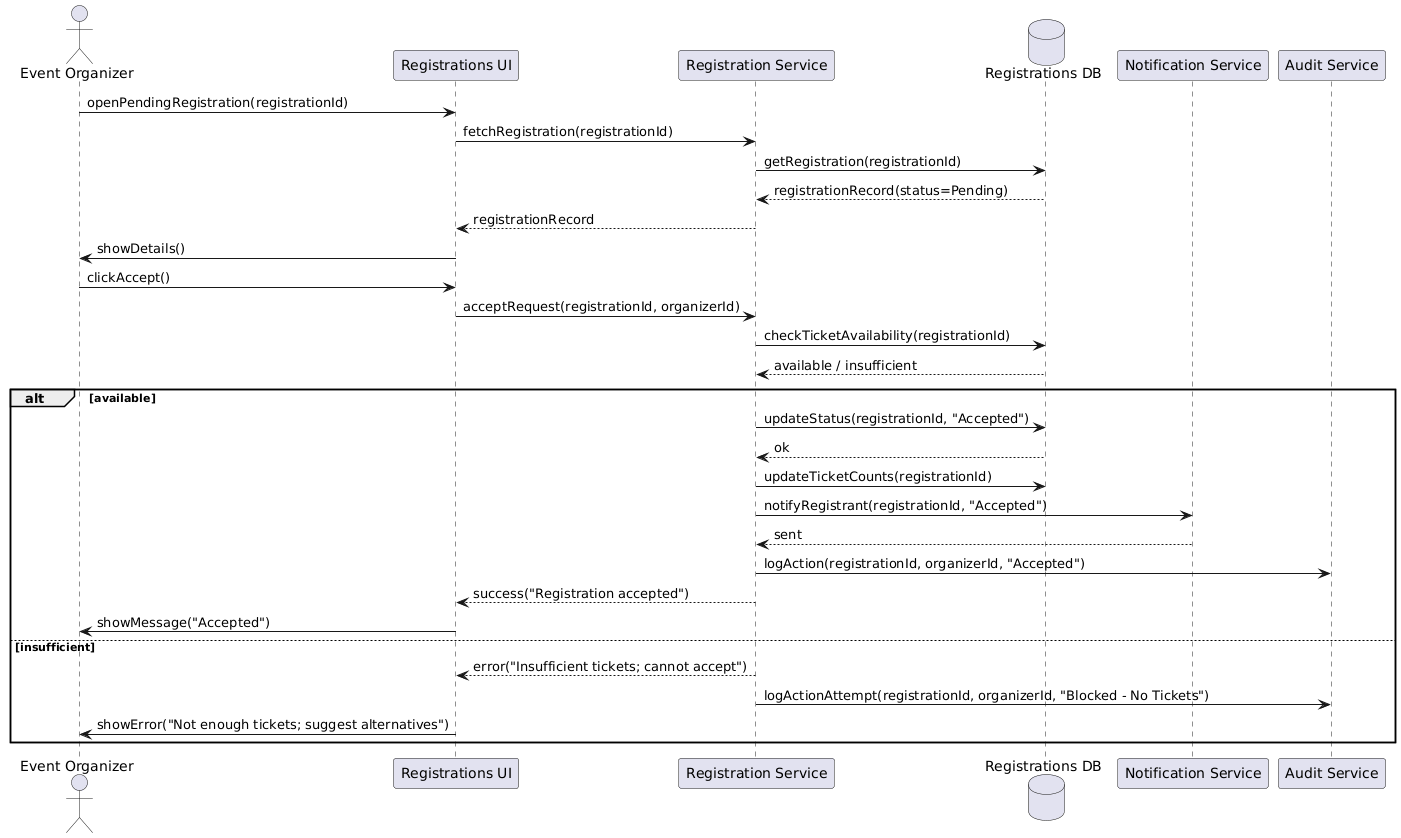 Event Organizer
Registrations UI
Registration Service
Registrations DB
Notification Service
Audit Service
openPendingRegistration(registrationId)
fetchRegistration(registrationId)
getRegistration(registrationId)
registrationRecord(status=Pending)
registrationRecord
showDetails()
clickAccept()
acceptRequest(registrationId, organizerId)
checkTicketAvailability(registrationId)
available / insufficient
alt
[available]
updateStatus(registrationId, "Accepted")
ok
updateTicketCounts(registrationId)
notifyRegistrant(registrationId, "Accepted")
sent
logAction(registrationId, organizerId, "Accepted")
success("Registration accepted")
showMessage("Accepted")
[insufficient]
error("Insufficient tickets; cannot accept")
logActionAttempt(registrationId, organizerId, "Blocked - No Tickets")
showError("Not enough tickets; suggest alternatives")
Event Organizer
Registrations UI
Registration Service
Registrations DB
Notification Service
Audit Service